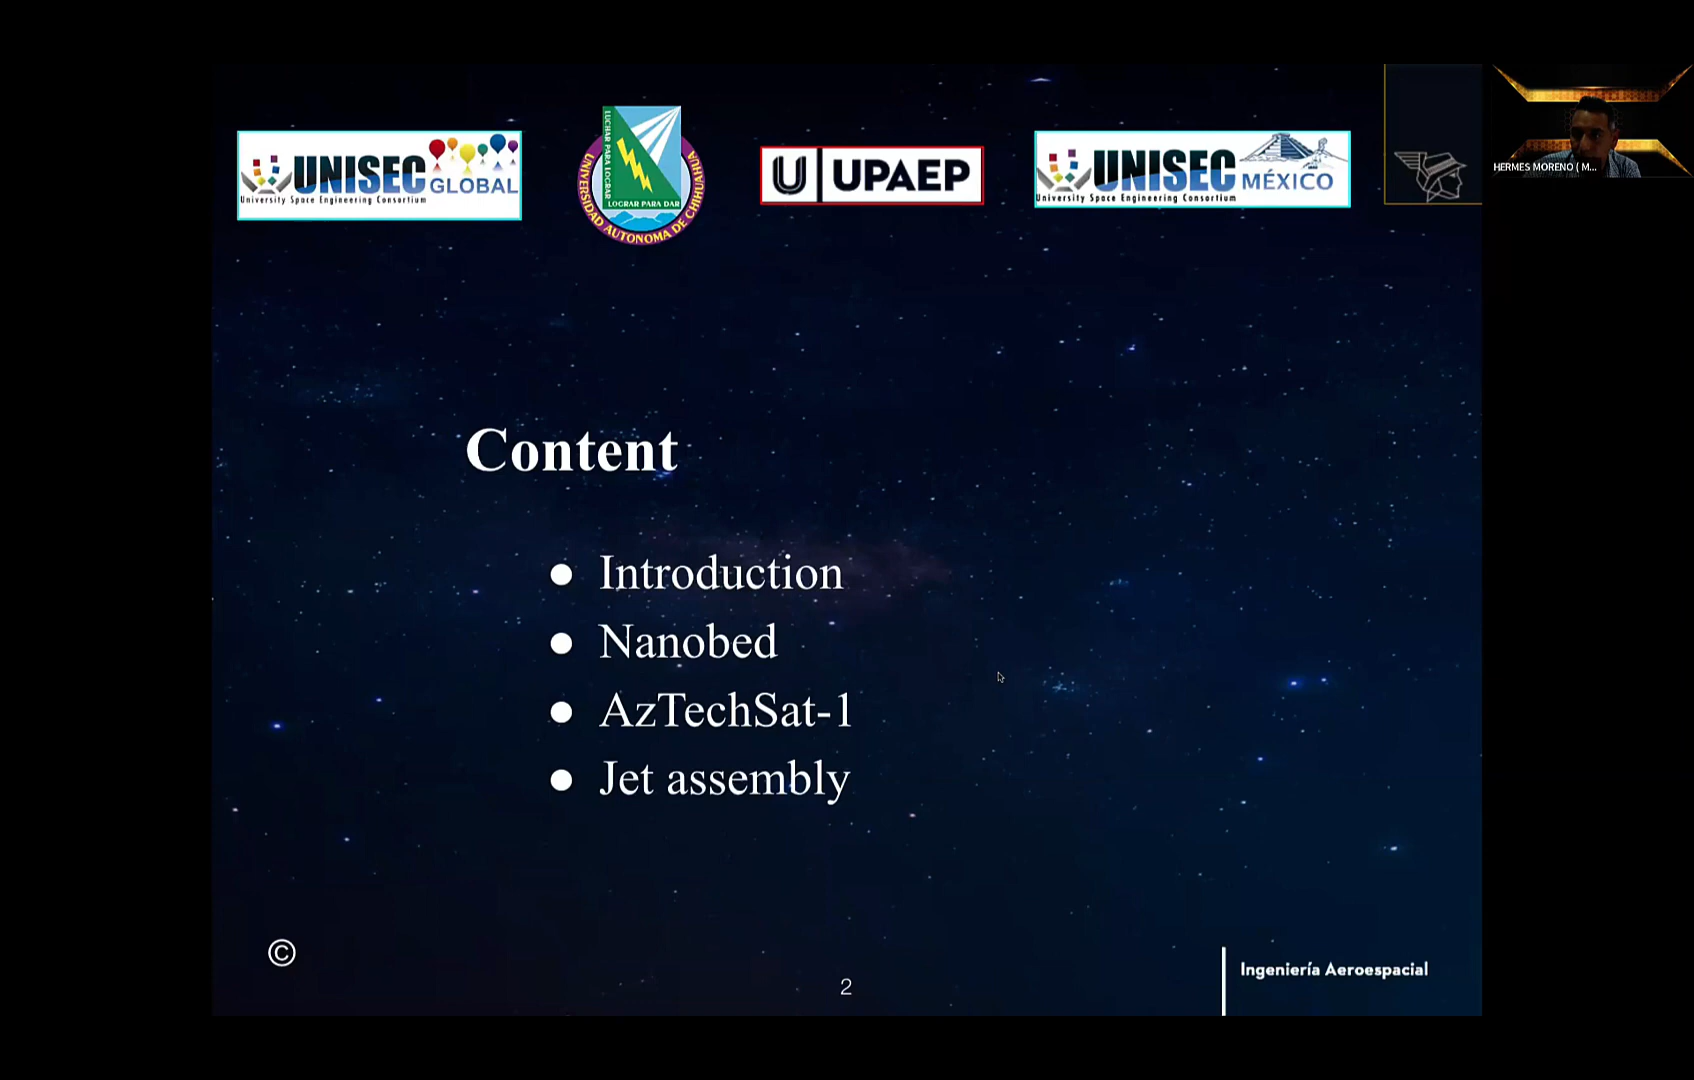 UNISEC GLOBAL
University Space Engineering Consortium
LUCHAR PARA LOGRAR
LOGRAR PARA DAR
UNIVERSIDAD AUTONOMA DE CHIHUAHUA
U UPAEP
UNISEC MÉXICO
University Space Engineering Consortium
HERMES MORENO ( M...
Content
● Introduction
● Nanobed
● AzTechSat-1
● Jet assembly
©
Ingeniería Aeroespacial
2